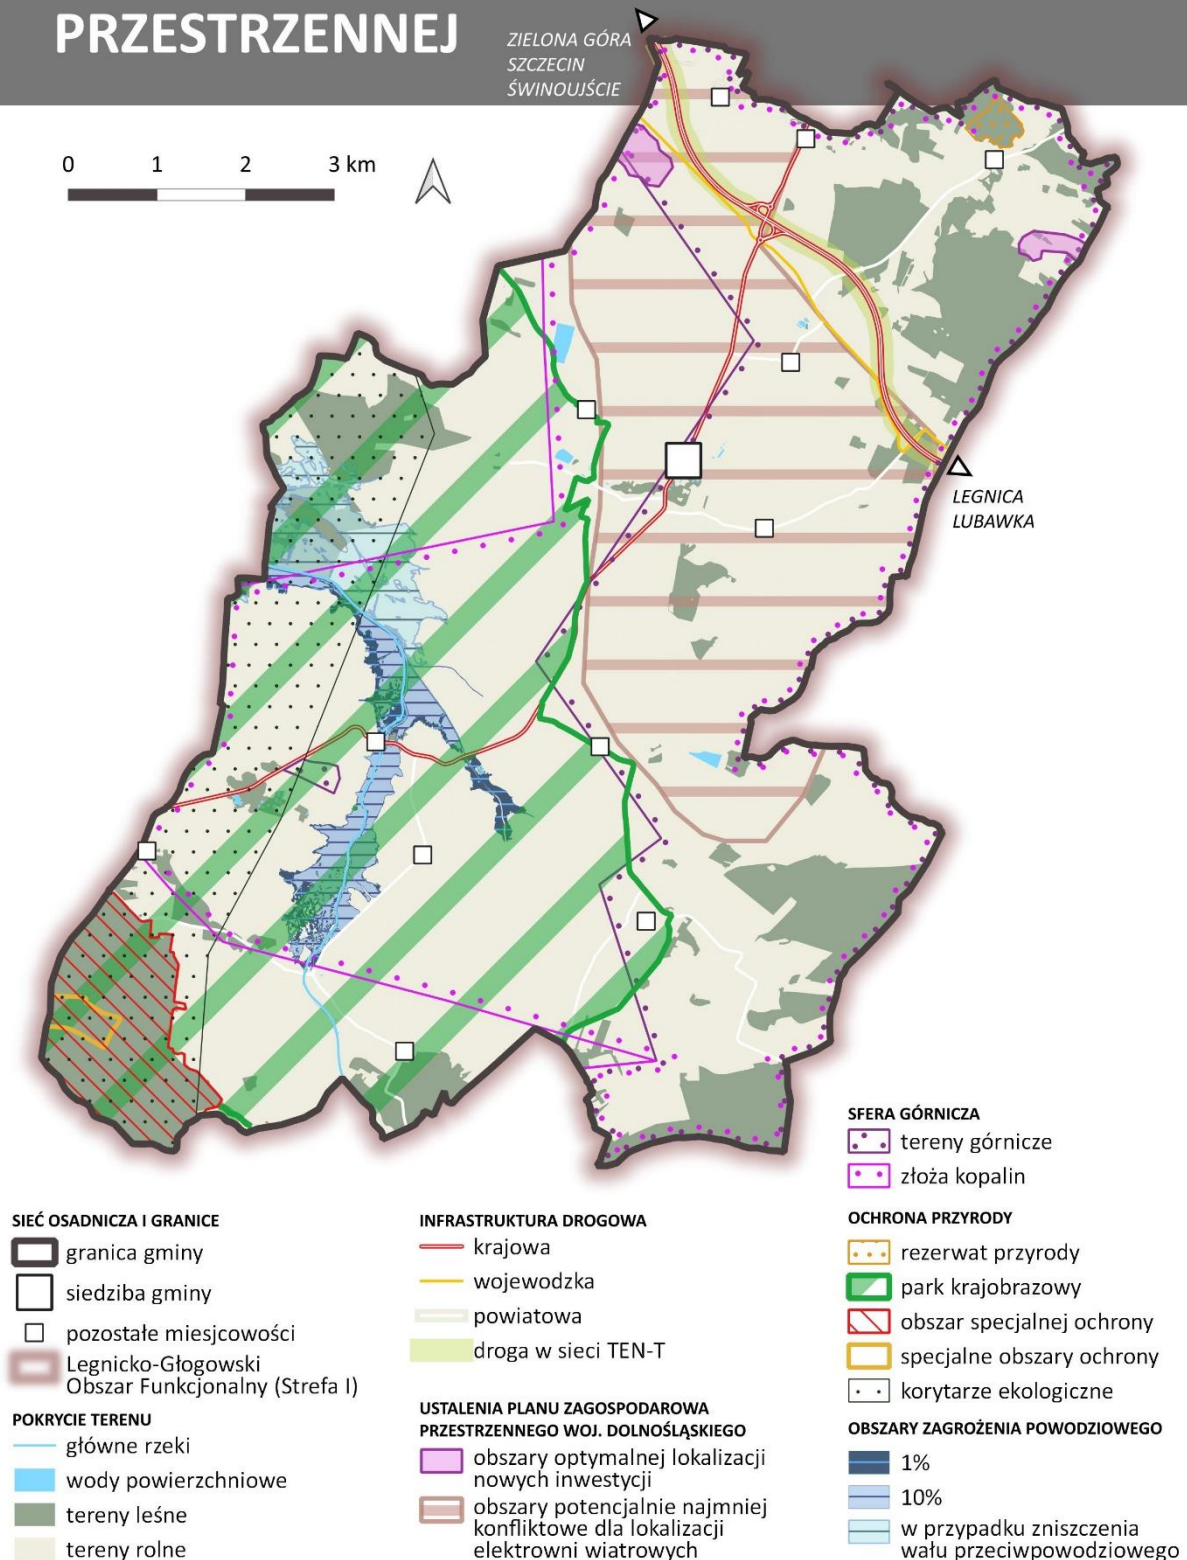 PRZESTRZENNEJ
ZIELONA GÓRA
SZCZECIN
ŚWINOUJŚCIE
0 1 2 3 km
LEGNICA
LUBAWKA
SFERA GÓRNICZA
tereny górnicze
złoża kopalin
SIEĆ OSADNICZA I GRANICE
granica gminy
siedziba gminy
pozostałe miesjcowości
Legnicko-Głogowski
Obszar Funkcjonalny (Strefa I)
POKRYCIE TERENU
główne rzeki
wody powierzchniowe
tereny leśne
tereny rolne
INFRASTRUKTURA DROGOWA
krajowa
wojewodzka
powiatowa
droga w sieci TEN-T
USTALENIA PLANU ZAGOSPODAROWA
PRZESTRZENNEGO WOJ. DOLNOŚLĄSKIEGO
obszary optymalnej lokalizacji
nowych inwestycji
obszary potencjalnie najmniej
konfliktowe dla lokalizacji
elektrowni wiatrowych
OCHRONA PRZYRODY
rezerwat przyrody
park krajobrazowy
obszar specjalnej ochrony
specjalne obszary ochrony
korytarze ekologiczne
OBSZARY ZAGROŻENIA POWODZIOWEGO
1%
10%
w przypadku zniszczenia
wału przeciwpowodziowego